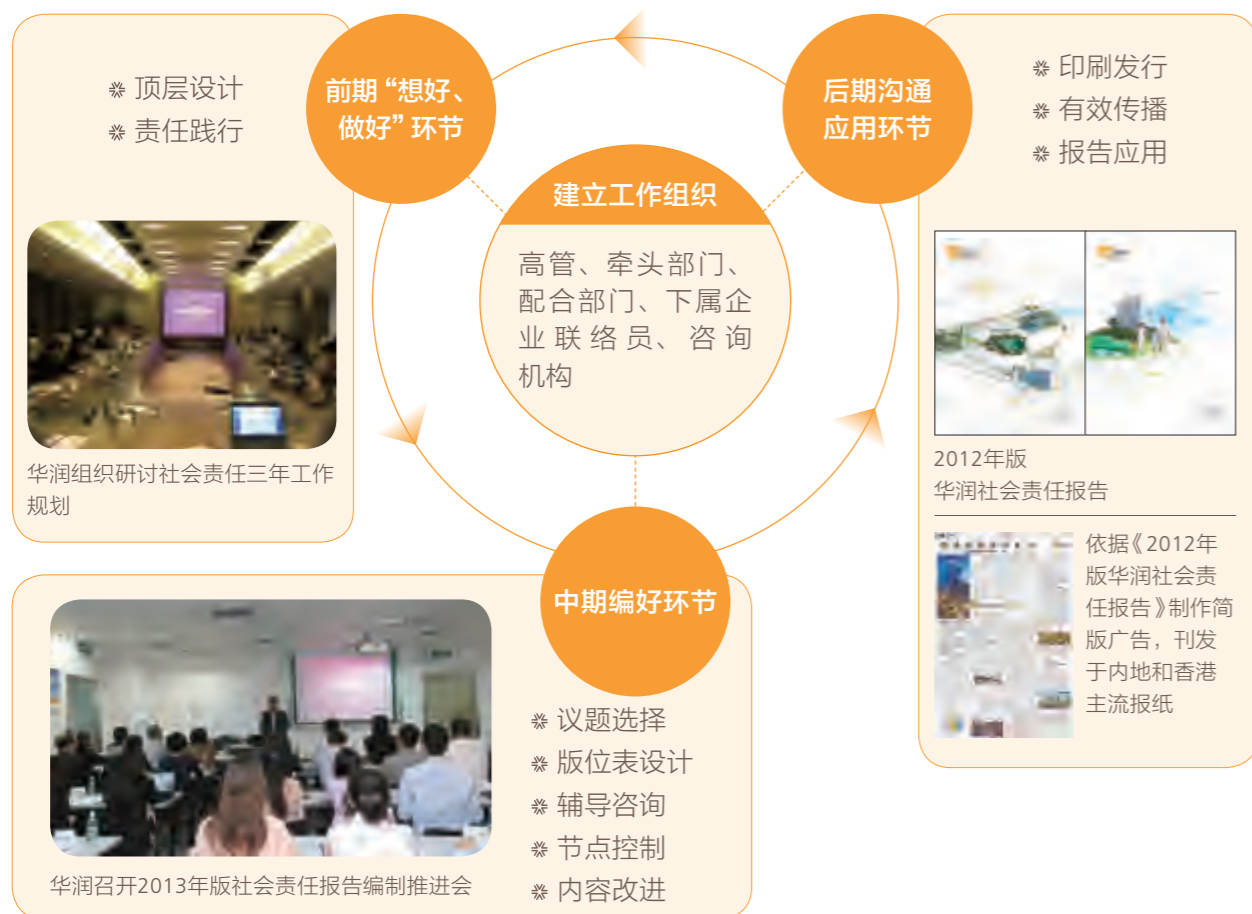 前期“想好、
做好”环节
❊ 顶层设计
❊ 责任践行
华润组织研讨社会责任三年工作
规划
建立工作组织
高管、牵头部门、
配合部门、下属企
业联络员、咨询
机构
中期编好环节
❊ 议题选择
❊ 版位表设计
❊ 辅导咨询
❊ 节点控制
❊ 内容改进
华润召开2013年版社会责任报告编制推进会
后期沟通
应用环节
❊ 印刷发行
❊ 有效传播
❊ 报告应用
2012年版
华润社会责任报告
依据《2012年
版华润社会责
任报告》制作简
版广告，刊发
于内地和香港
主流报纸